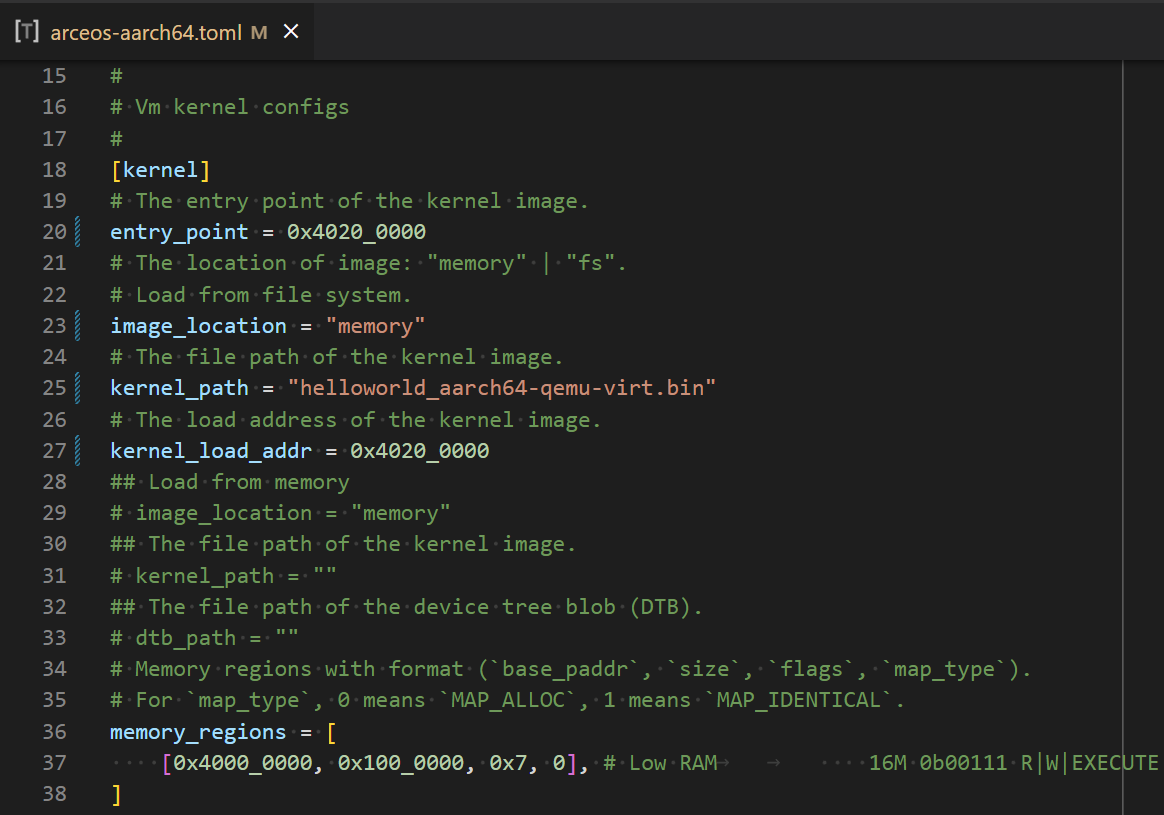 [T] arceos-aarch64.toml M ×
15 #
16 # Vm kernel configs
17 #
18 [kernel]
19 # The entry point of the kernel image.
20 entry_point = 0x4020_0000
21 # The location of image: "memory" | "fs".
22 # Load from file system.
23 image_location = "memory"
24 # The file path of the kernel image.
25 kernel_path = "helloworld_aarch64-qemu-virt.bin"
26 # The load address of the kernel image.
27 kernel_load_addr = 0x4020_0000
28 ## Load from memory
29 # image_location = "memory"
30 ## The file path of the kernel image.
31 # kernel_path = ""
32 ## The file path of the device tree blob (DTB).
33 # dtb_path = ""
34 # Memory regions with format (`base_paddr`, `size`, `flags`, `map_type`).
35 # For `map_type`, 0 means `MAP_ALLOC`, 1 means `MAP_IDENTICAL`.
36 memory_regions = [
37     [0x4000_0000, 0x100_0000, 0x7, 0], # Low RAM 16M 0b00111 R|W|EXECUTE
38 ]